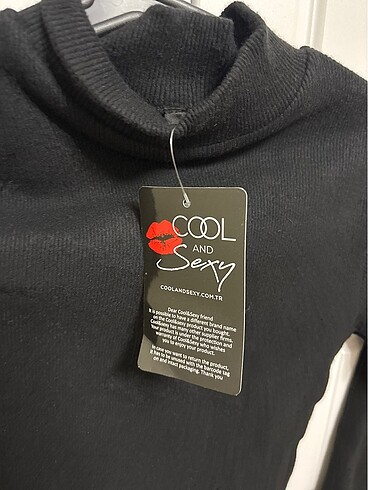 COOL
AND
Sexy
COOLANDSEXY.COM.TR
Dear Cool&Sexy friend
It is possible to have a different brand name
on the Cool&Sexy product you bought.
Cool&Sexy has many other supplier firms.
Your product is under the protection and
warranty of Cool&Sexy who wishes
you to enjoy your product.
In case you want to return the product,
it has to be unused with the barcode tag
on and intact packaging. Thank you